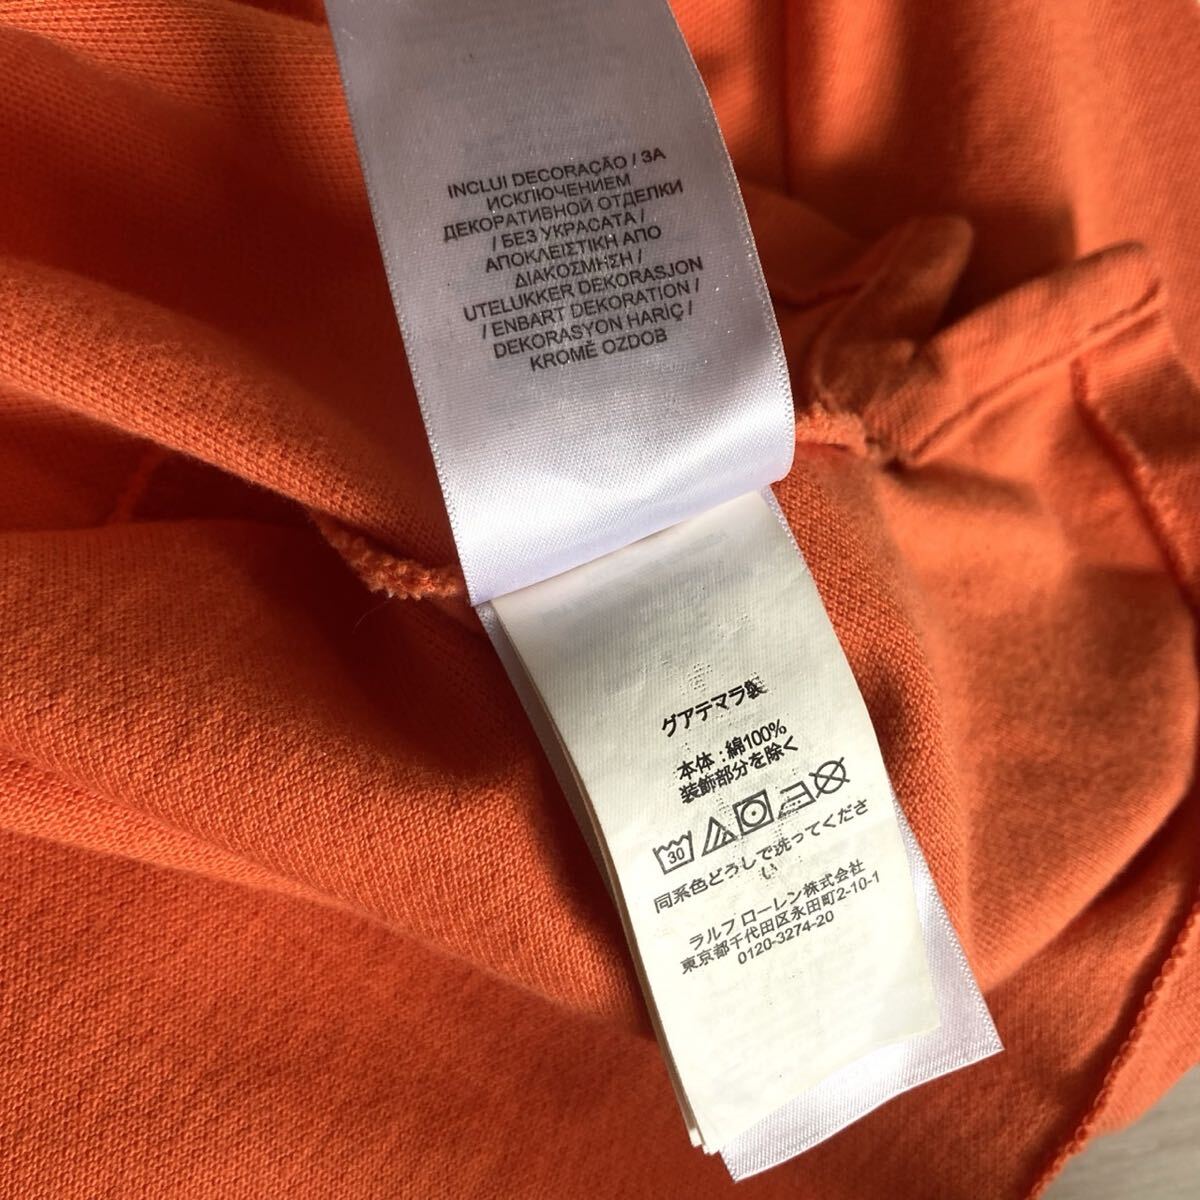 INCLUI DECORAÇÃO / ЗА
ИСКЛЮЧЕНИЕМ
ДЕКОРАТИВНОЙ ОТДЕЛКИ
/ БЕЗ УКРАСАТА /
ΑΠΟΚΛΕΙΣΤΙΚΗ ΑΠΟ
ΔΙΑΚΟΣΜΗΣΗ /
UTELUKKER DEKORASJON
/ ENBART DEKORATION /
DEKORASYON HARİÇ /
KROMĚ OZDOB
グアテマラ製
本体 : 綿100%
装飾部分を除く
30
同系色どうしで洗ってくださ
い
ラルフ ローレン株式会社
東京都千代田区永田町2-10-1
0120-3274-20